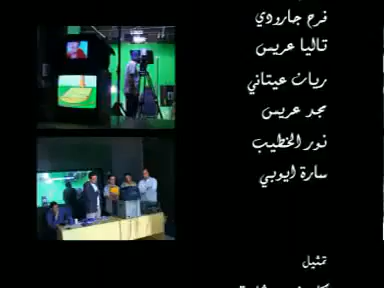 فرح جارودي
تاليا عريس
ريان عيتاني
مجد عريس
نور الخطيب
سارة ايوبي
تمثيل